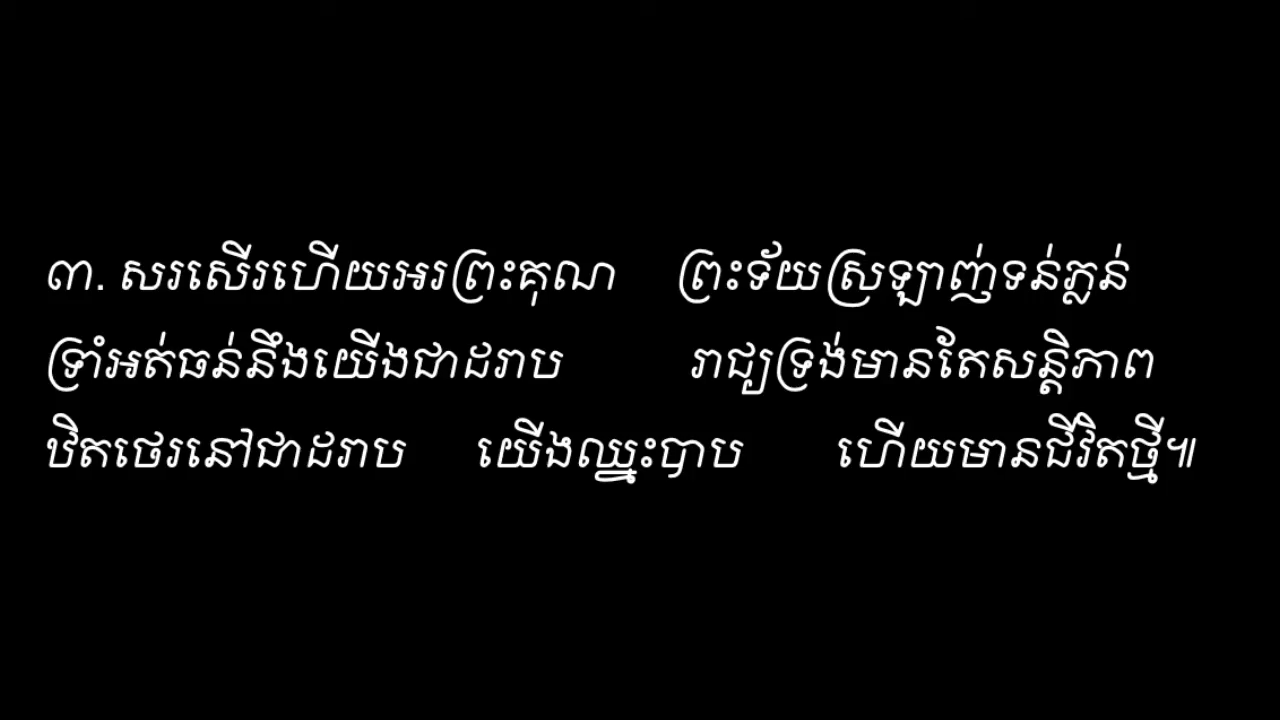 ៣. សរសើរហើយអរព្រះគុណ ព្រះទ័យស្រឡាញ់ទន់ភ្លន់
ទ្រាំអត់ធន់នឹងយើងជាដរាប រាជ្យទ្រង់មានតែសន្តិភាព
ឋិតថេរនៅជាដរាប យើងឈ្នះបាប ហើយមានជីវិតថ្មី៕